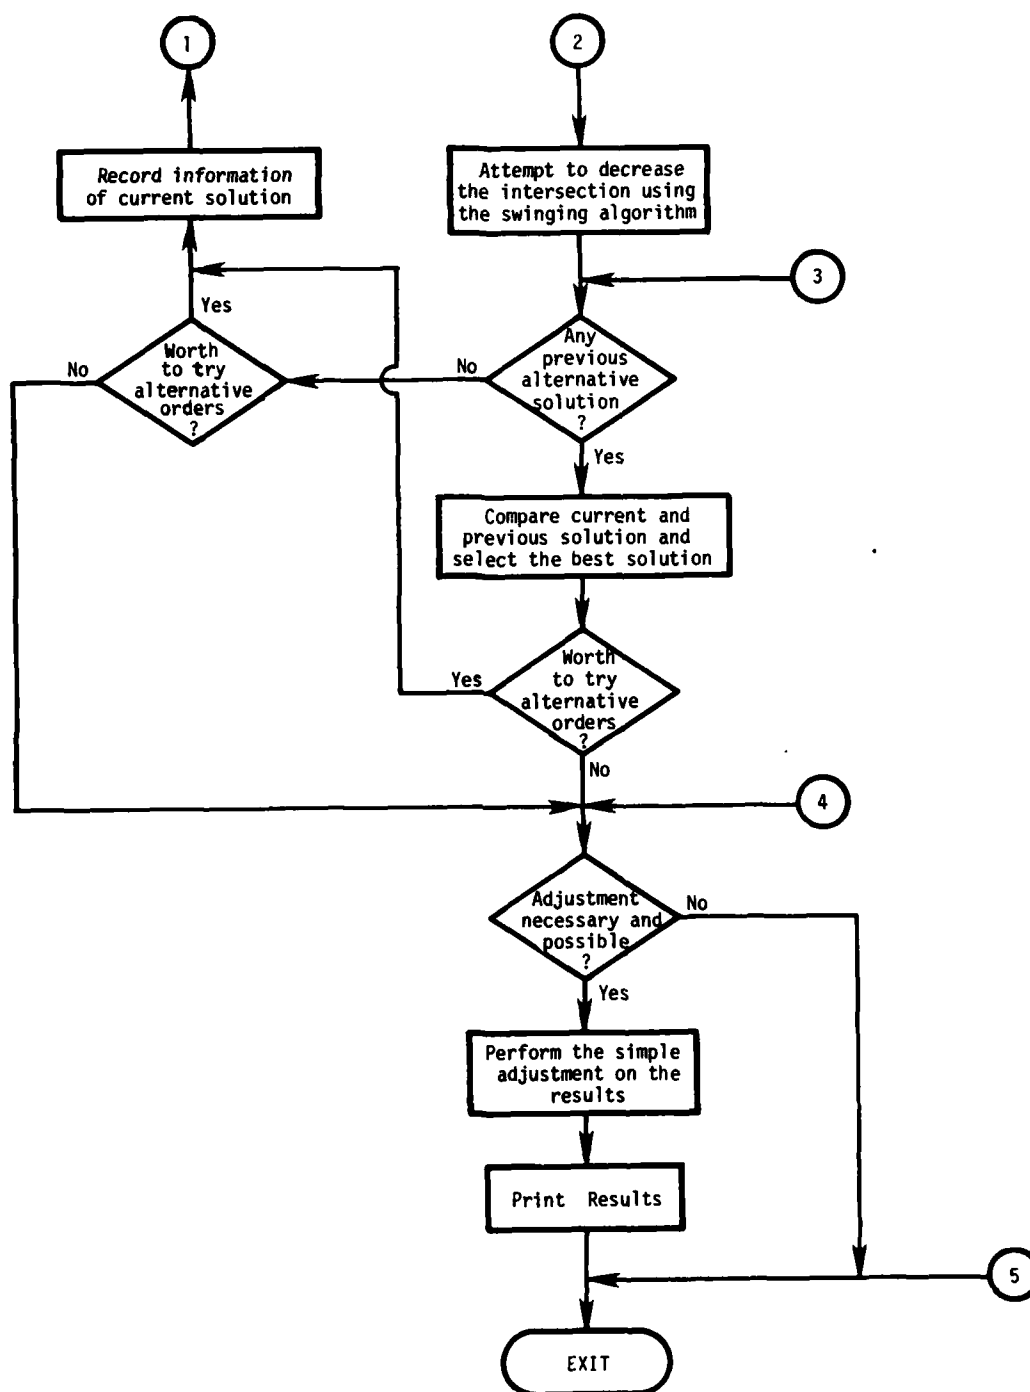 1
2
Record information
of current solution
Attempt to decrease
the intersection using
the swinging algorithm
3
Yes
No
Worth
to try
alternative
orders
?
No
Any
previous
alternative
solution
?
Yes
Compare current and
previous solution and
select the best solution
Yes
Worth
to try
alternative
orders
?
No
4
Adjustment
necessary and
possible
?
No
Yes
Perform the simple
adjustment on the
results
Print Results
5
EXIT